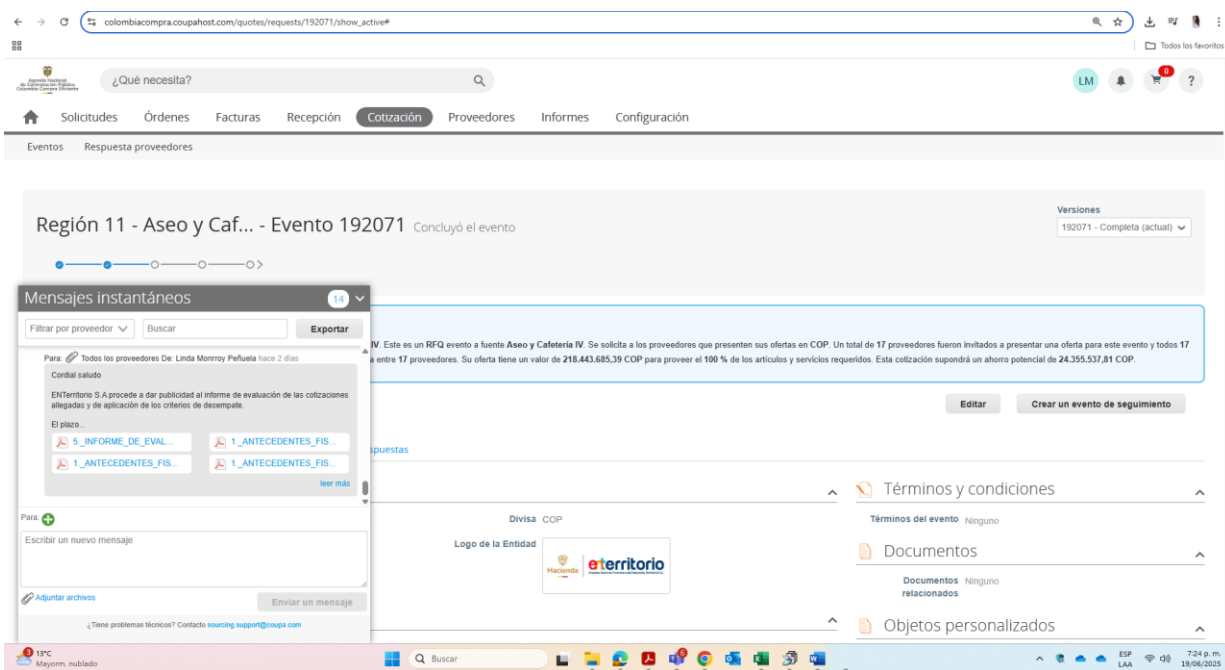 colombiacompra.coupahost.com/quotes/requests/192071/show_active#
Todos los favoritos
Agencia Nacional
de Contratación Pública
Colombia Compra Eficiente
¿Qué necesita?
LM
0
?
Solicitudes Órdenes Facturas Recepción Cotización Proveedores Informes Configuración
Eventos Respuesta proveedores
Región 11 - Aseo y Caf... - Evento 192071 Concluyó el evento
Versiones
192071 - Completa (actual)
Mensajes instantáneos 14
Filtrar por proveedor Buscar Exportar
Para: Todos los proveedores De: Linda Monrroy Peñuela hace 2 días
Cordial saludo
ENTerritorio S.A procede a dar publicidad al informe de evaluación de las cotizaciones
allegadas y de aplicación de los criterios de desempate.
El plazo...
5._INFORME_DE_EVAL... 1._ANTECEDENTES_FIS...
1._ANTECEDENTES_FIS... 1._ANTECEDENTES_FIS...
leer más
Para:
Escribir un nuevo mensaje
Adjuntar archivos
Enviar un mensaje
¿Tiene problemas técnicos? Contacto sourcing.support@coupa.com
IV. Este es un RFQ evento a fuente Aseo y Cafetería IV. Se solicita a los proveedores que presenten sus ofertas en COP. Un total de 17 proveedores fueron invitados a presentar una oferta para este evento y todos 17
a entre 17 proveedores. Su oferta tiene un valor de 218.443.685,39 COP para proveer el 100 % de los artículos y servicios requeridos. Esta cotización supondrá un ahorro potencial de 24.355.537,81 COP.
Editar Crear un evento de seguimiento
spuestas
Divisa COP
Logo de la Entidad
Hacienda
enterritorio
Términos y condiciones
Términos del evento Ninguno
Documentos
Documentos relacionados Ninguno
Objetos personalizados
3
13°C
Mayorm. nublado
Buscar
ESP
LAA
7:24 p. m.
19/06/2025